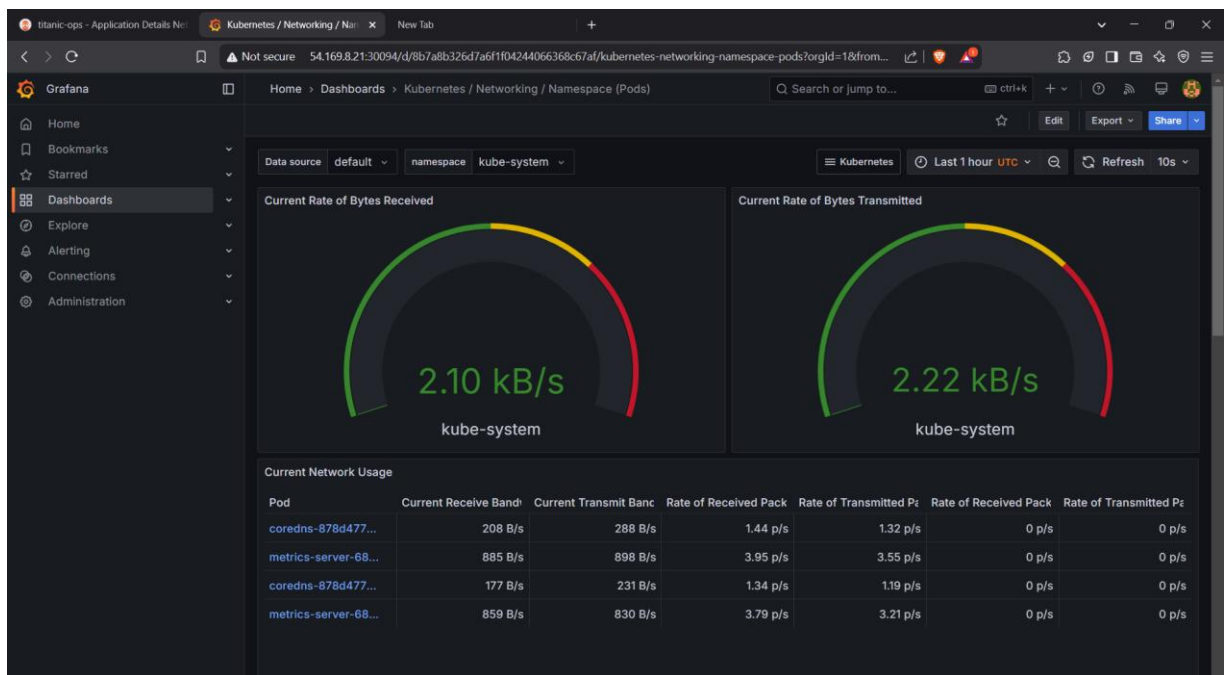 titanic-ops - Application Details Net
Kubernetes / Networking / Nam
New Tab
Not secure 54.169.8.21:30094/d/8b7a8b326d7a6f1f04244066368c67af/kubernetes-networking-namespace-pods?orgId=1&from...
Grafana
Home > Dashboards > Kubernetes / Networking / Namespace (Pods)
Search or jump to...
ctrl+k
Home
Bookmarks
Starred
Dashboards
Explore
Alerting
Connections
Administration
Edit
Export
Share
Data source default
namespace kube-system
Kubernetes
Last 1 hour UTC
Refresh 10s
Current Rate of Bytes Received
2.10 kB/s
kube-system
Current Rate of Bytes Transmitted
2.22 kB/s
kube-system
Current Network Usage
Pod Current Receive Bandw Current Transmit Banc Rate of Received Pack Rate of Transmitted Pa Rate of Received Pack Rate of Transmitted Pa
coredns-878d477... 208 B/s 288 B/s 1.44 p/s 1.32 p/s 0 p/s 0 p/s
metrics-server-68... 885 B/s 898 B/s 3.95 p/s 3.55 p/s 0 p/s 0 p/s
coredns-878d477... 177 B/s 231 B/s 1.34 p/s 1.19 p/s 0 p/s 0 p/s
metrics-server-68... 859 B/s 830 B/s 3.79 p/s 3.21 p/s 0 p/s 0 p/s